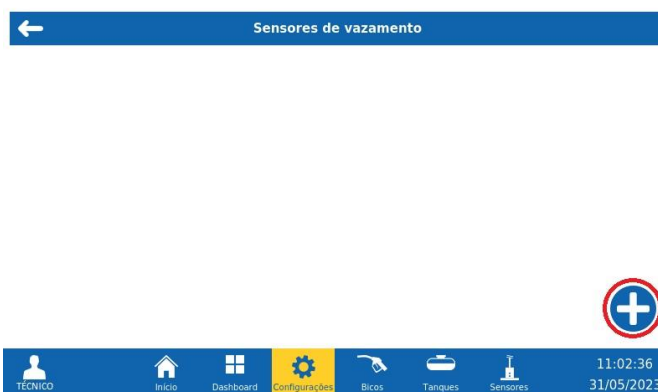 Sensores de vazamento
TÉCNICO
Início
Dashboard
Configurações
Bicos
Tanques
Sensores
11:02:36
31/05/2023